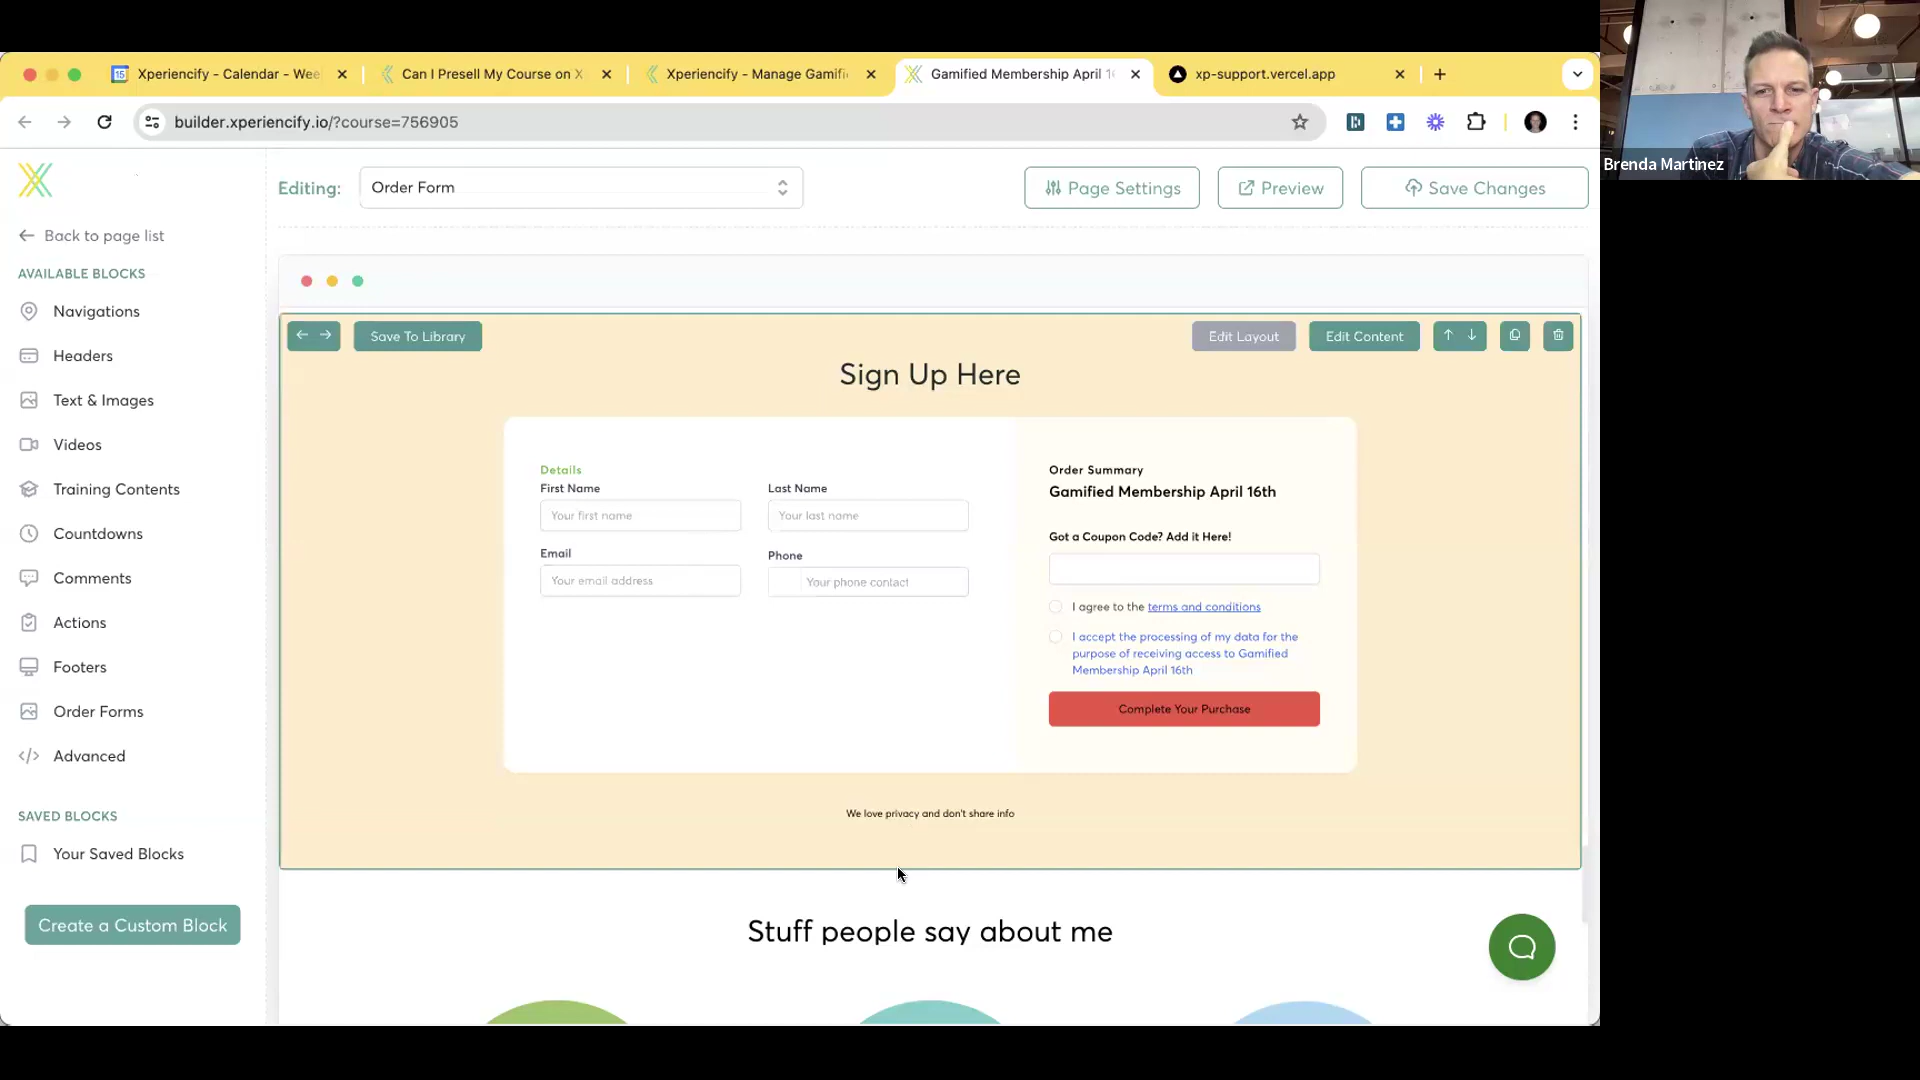 Xperiencify - Calendar - Wee
Can I Presell My Course on X
Xperiencify - Manage Gamifi
Gamified Membership April 1
xp-support.vercel.app
builder.xperiencify.io/?course=756905
Brenda Martinez
Editing:
Order Form
Page Settings
Preview
Save Changes
Back to page list
AVAILABLE BLOCKS
Navigations
Headers
Text & Images
Videos
Training Contents
Countdowns
Comments
Actions
Footers
Order Forms
Advanced
SAVED BLOCKS
Your Saved Blocks
Create a Custom Block
Save To Library
Edit Layout
Edit Content
Sign Up Here
Details
First Name
Last Name
Your first name
Your last name
Email
Phone
Your email address
Your phone contact
Order Summary
Gamified Membership April 16th
Got a Coupon Code? Add it Here!
I agree to the terms and conditions
I accept the processing of my data for the
purpose of receiving access to Gamified
Membership April 16th
Complete Your Purchase
We love privacy and don't share info
Stuff people say about me